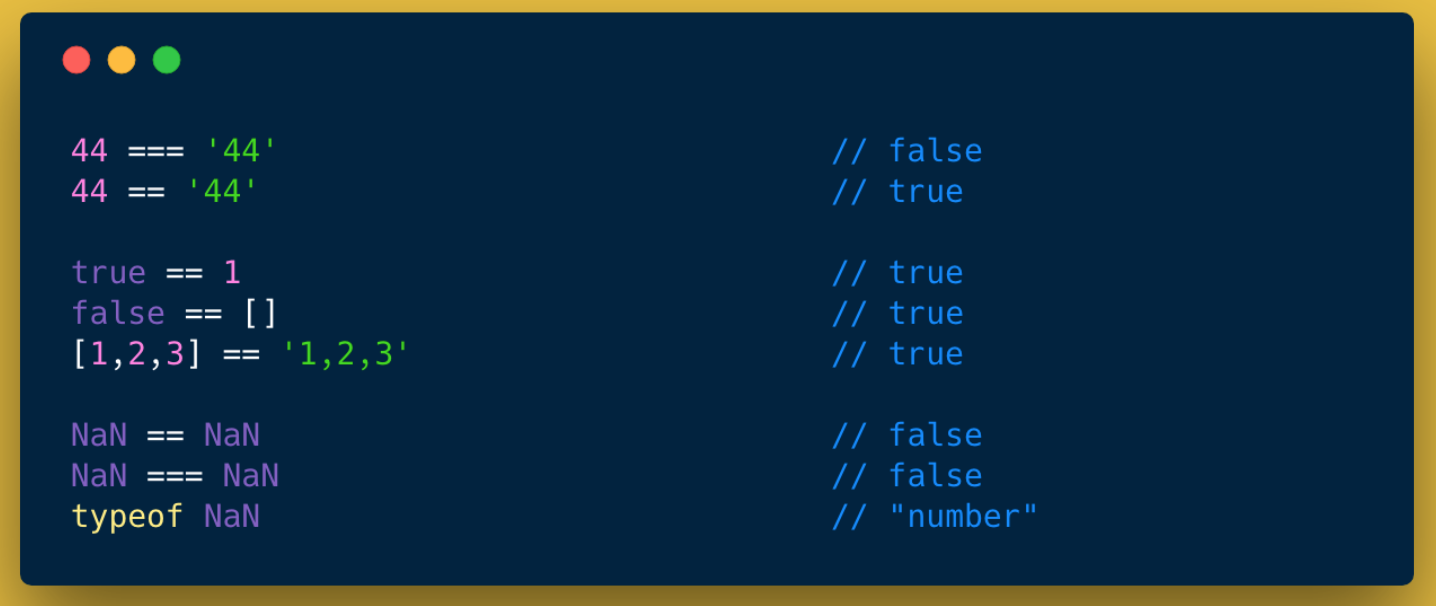 44 === '44' // false
44 == '44' // true
true == 1 // true
false == [] // true
[1,2,3] == '1,2,3' // true
NaN == NaN // false
NaN === NaN // false
typeof NaN // "number"